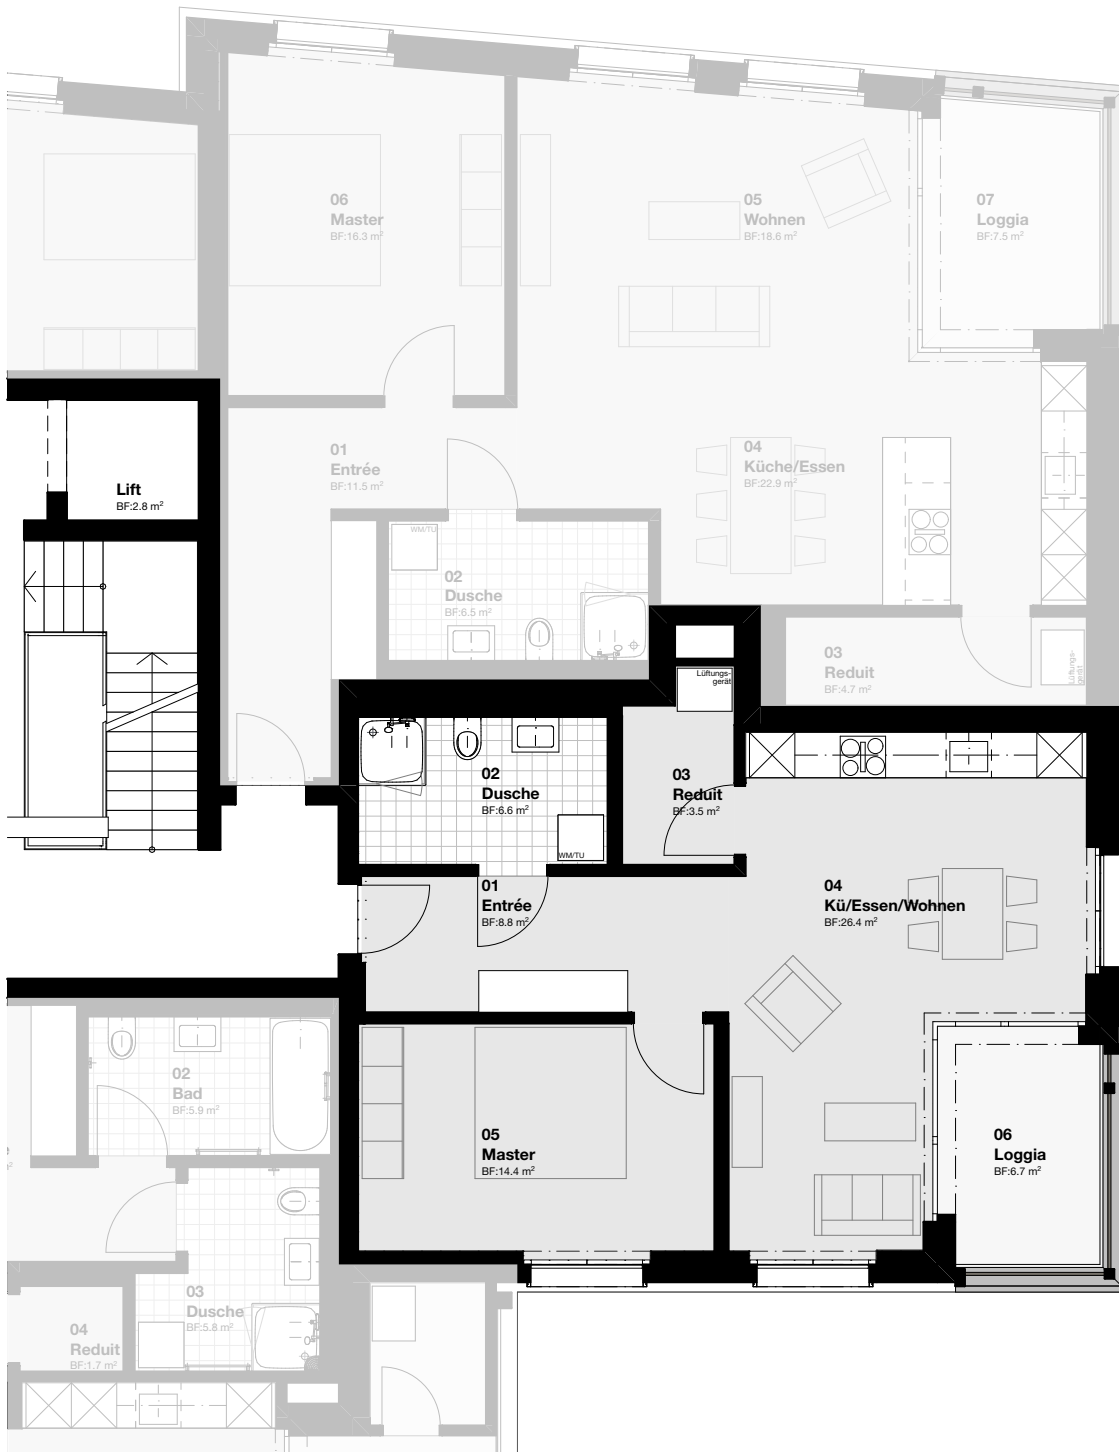 06
Master
BF:16.3 m²
05
Wohnen
BF:18.6 m²
07
Loggia
BF:7.5 m²
01
Entrée
BF:11.5 m²
04
Küche/Essen
BF:22.9 m²
Lift
BF:2.8 m²
WM/TU
02
Dusche
BF:6.5 m²
03
Reduit
BF:4.7 m²
Lüftungs-
gerät
Lüftungs-
gerät
02
Dusche
BF:6.6 m²
WM/TU
03
Reduit
BF:3.5 m²
01
Entrée
BF:8.8 m²
04
Kü/Essen/Wohnen
BF:26.4 m²
02
Bad
BF:5.9 m²
05
Master
BF:14.4 m²
06
Loggia
BF:6.7 m²
03
Dusche
BF:5.8 m²
04
Reduit
BF:1.7 m²